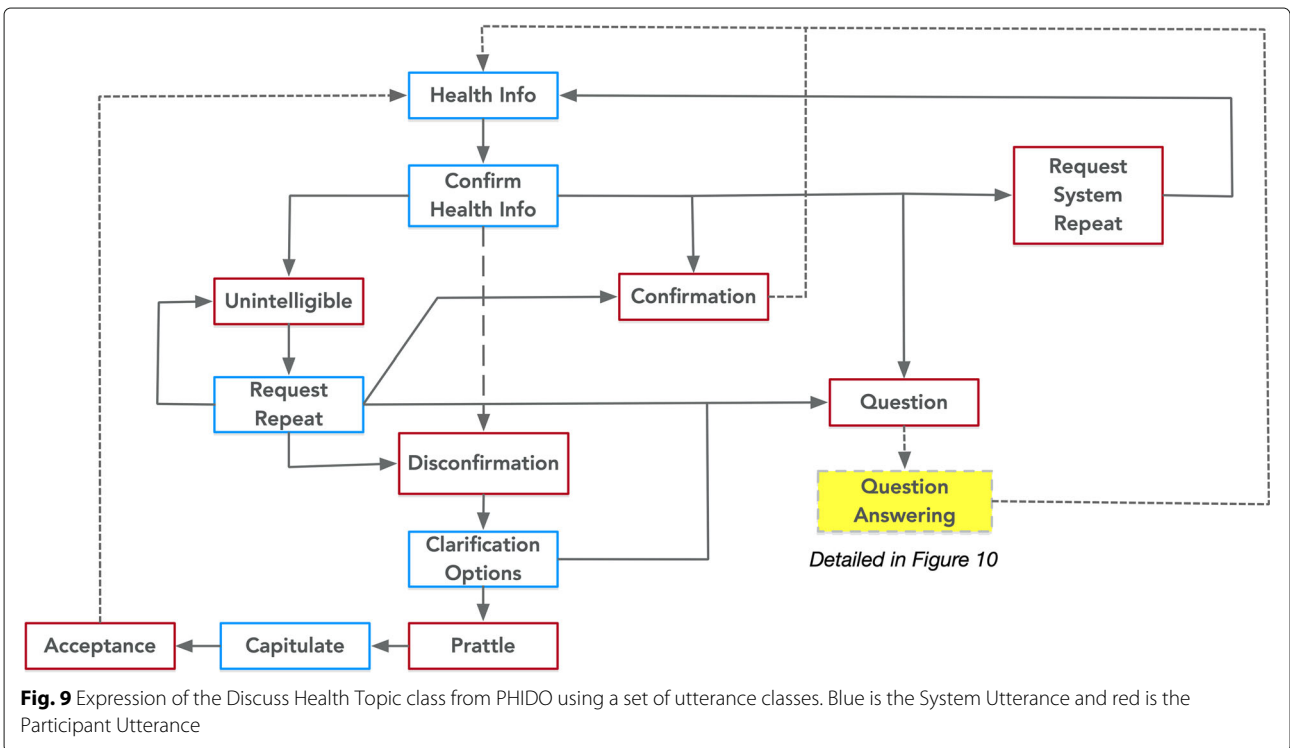 Health Info
Confirm
Health Info
Request
System
Repeat
Unintelligible
Confirmation
Request
Repeat
Question
Disconfirmation
Question
Answering
Clarification
Options
Detailed in Figure 10
Acceptance
Capitulate
Prattle
Fig. 9 Expression of the Discuss Health Topic class from PHIDO using a set of utterance classes. Blue is the System Utterance and red is the
Participant Utterance